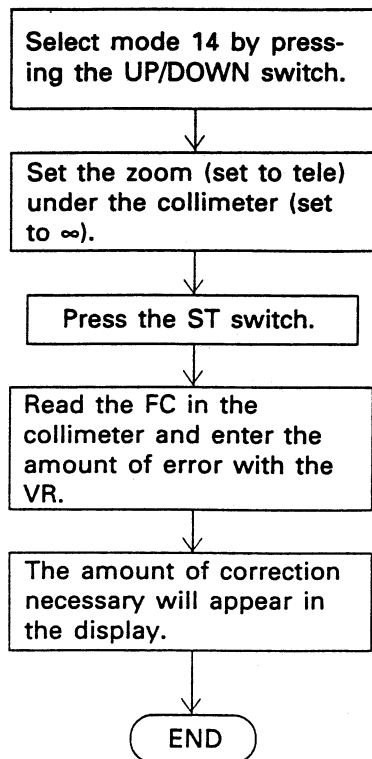 Select mode 14 by press-
ing the UP/DOWN switch.
Set the zoom (set to tele)
under the collimeter (set
to ∞).
Press the ST switch.
Read the FC in the
collimeter and enter the
amount of error with the
VR.
The amount of correction
necessary will appear in
the display.
END